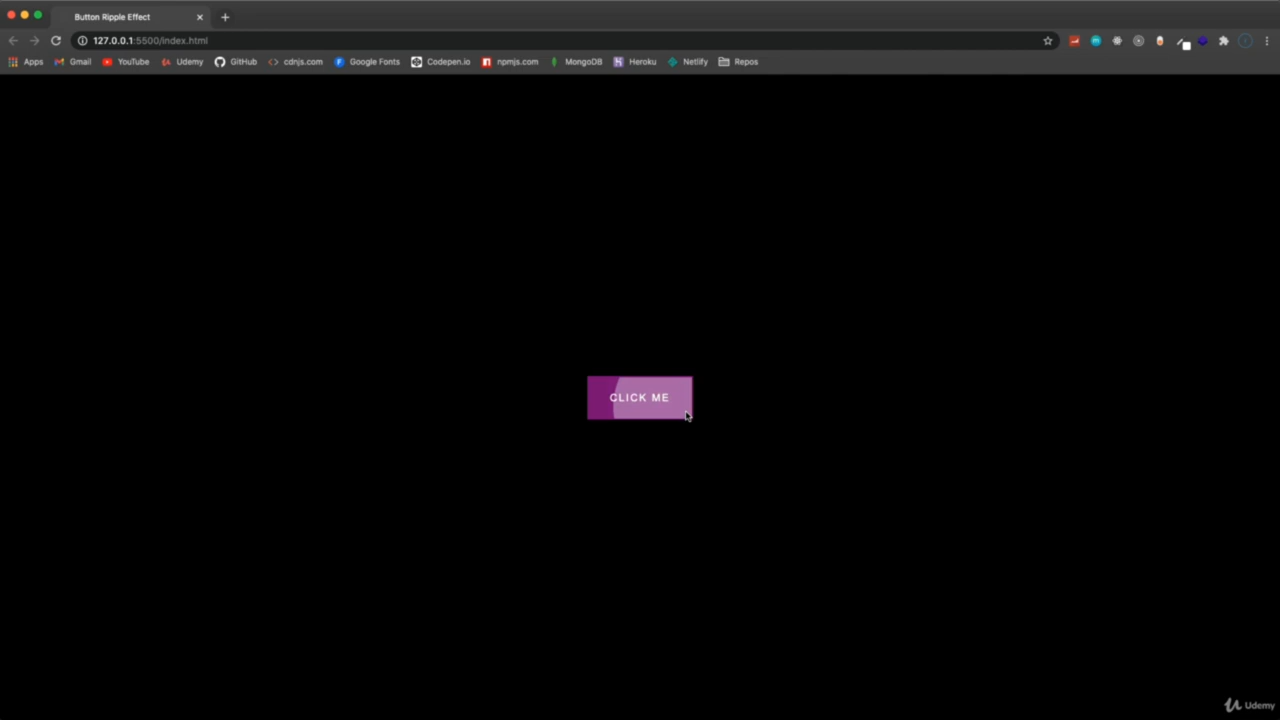 Button Ripple Effect
127.0.0.1:5500/index.html
Apps Gmail YouTube Udemy GitHub cdnjs.com Google Fonts Codepen.io npmjs.com MongoDB Heroku Netlify Repos
CLICK ME
Udemy